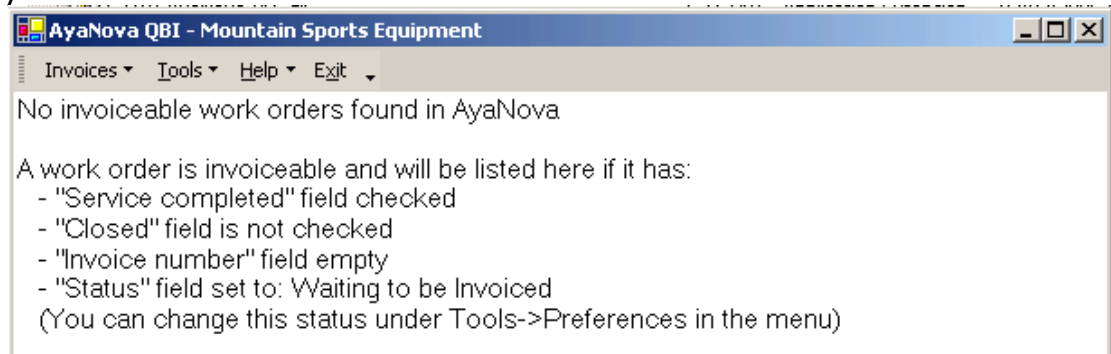 AyaNova QBI - Mountain Sports Equipment
Invoices Tools Help Exit
No invoiceable work orders found in AyaNova
A work order is invoiceable and will be listed here if it has:
- "Service completed" field checked
- "Closed" field is not checked
- "Invoice number" field empty
- "Status" field set to: Waiting to be Invoiced
(You can change this status under Tools->Preferences in the menu)